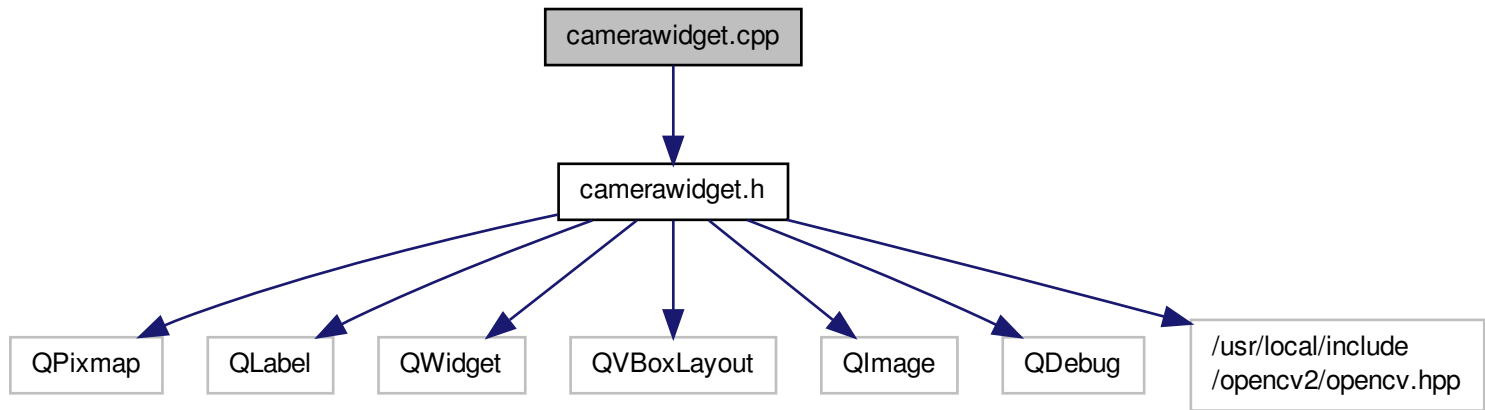 camerawidget.cpp
camerawidget.h
QPixmap
QLabel
QWidget
QVBoxLayout
QImage
QDebug
/usr/local/include
/opencv2/opencv.hpp